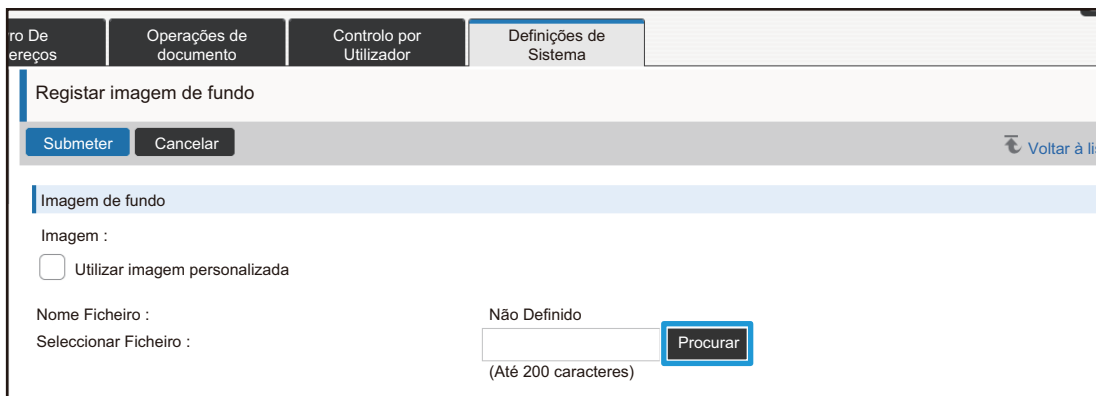 ro De
ereços
Operações de
documento
Controlo por
Utilizador
Definições de
Sistema
Registar imagem de fundo
Submeter Cancelar Voltar à li
Imagem de fundo
Imagem :
Utilizar imagem personalizada
Nome Ficheiro : Não Definido
Seleccionar Ficheiro : Procurar
(Até 200 caracteres)